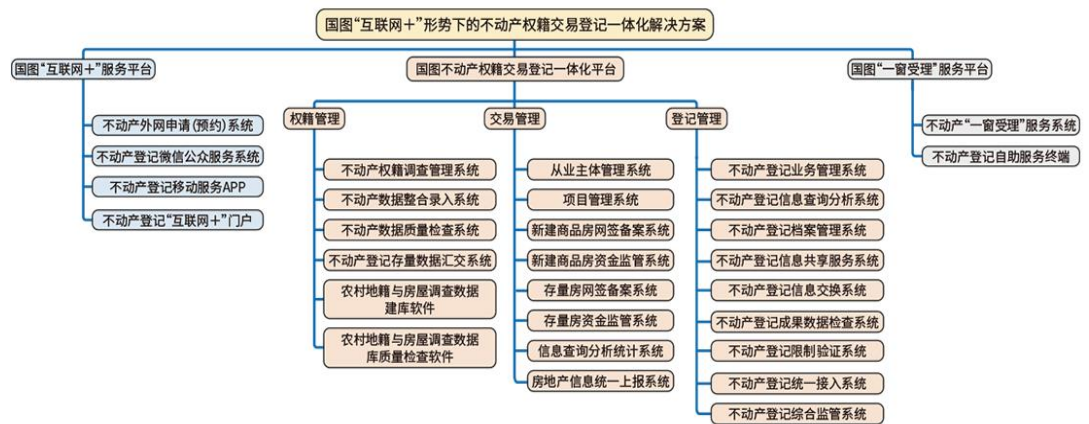 国图“互联网＋”形势下的不动产权籍交易登记一体化解决方案
国图“互联网＋”服务平台
国图不动产权籍交易登记一体化平台
国图“一窗受理”服务平台
不动产外网申请(预约)系统
不动产登记微信公众服务系统
不动产登记移动服务APP
不动产登记“互联网＋”门户
权籍管理
不动产权籍调查管理系统
不动产数据整合录入系统
不动产数据质量检查系统
不动产登记存量数据汇交系统
农村地籍与房屋调查数据
建库软件
农村地籍与房屋调查数据
库质量检查软件
交易管理
从业主体管理系统
项目管理系统
新建商品房网签备案系统
新建商品房资金监管系统
存量房网签备案系统
存量房资金监管系统
信息查询分析统计系统
房地产信息统一上报系统
登记管理
不动产登记业务管理系统
不动产登记信息查询分析系统
不动产登记档案管理系统
不动产登记信息共享服务系统
不动产登记信息交换系统
不动产登记成果数据检查系统
不动产登记限制验证系统
不动产登记统一接入系统
不动产登记综合监管系统
不动产“一窗受理”服务系统
不动产登记自助服务终端